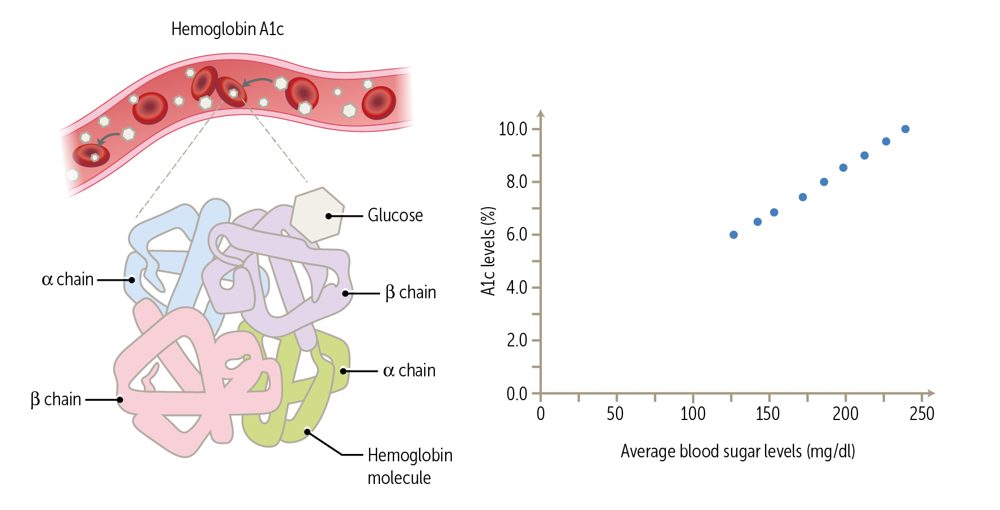 Hemoglobin A1c
Glucose
α chain
β chain
α chain
β chain
Hemoglobin
molecule
A1c levels (%)
10.0
8.0
6.0
4.0
2.0
0.0
0 50 100 150 200 250
Average blood sugar levels (mg/dl)